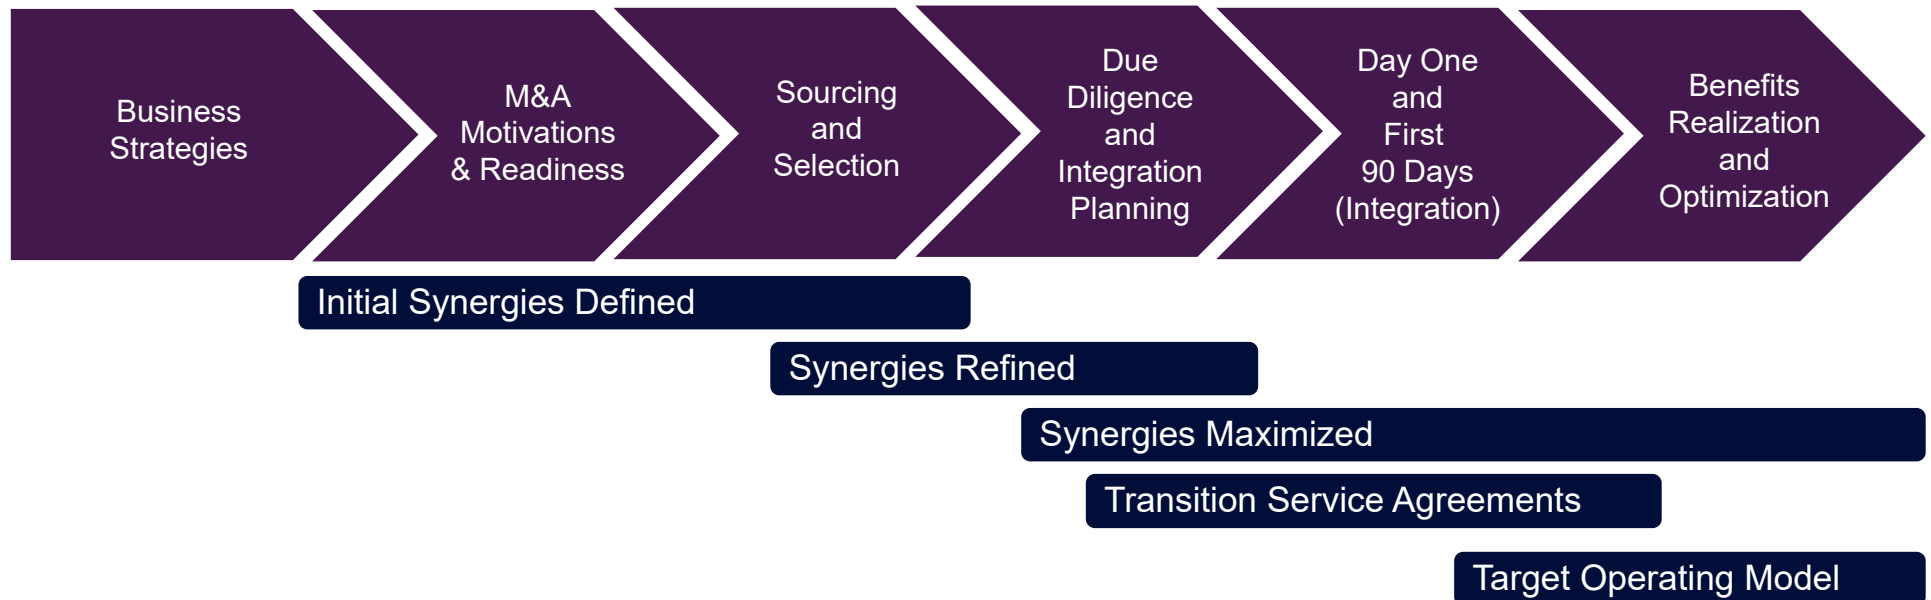 Business
Strategies
M&A
Motivations
& Readiness
Sourcing
and
Selection
Due
Diligence
and
Integration
Planning
Day One
and
First
90 Days
(Integration)
Benefits
Realization
and
Optimization
Initial Synergies Defined
Synergies Refined
Synergies Maximized
Transition Service Agreements
Target Operating Model